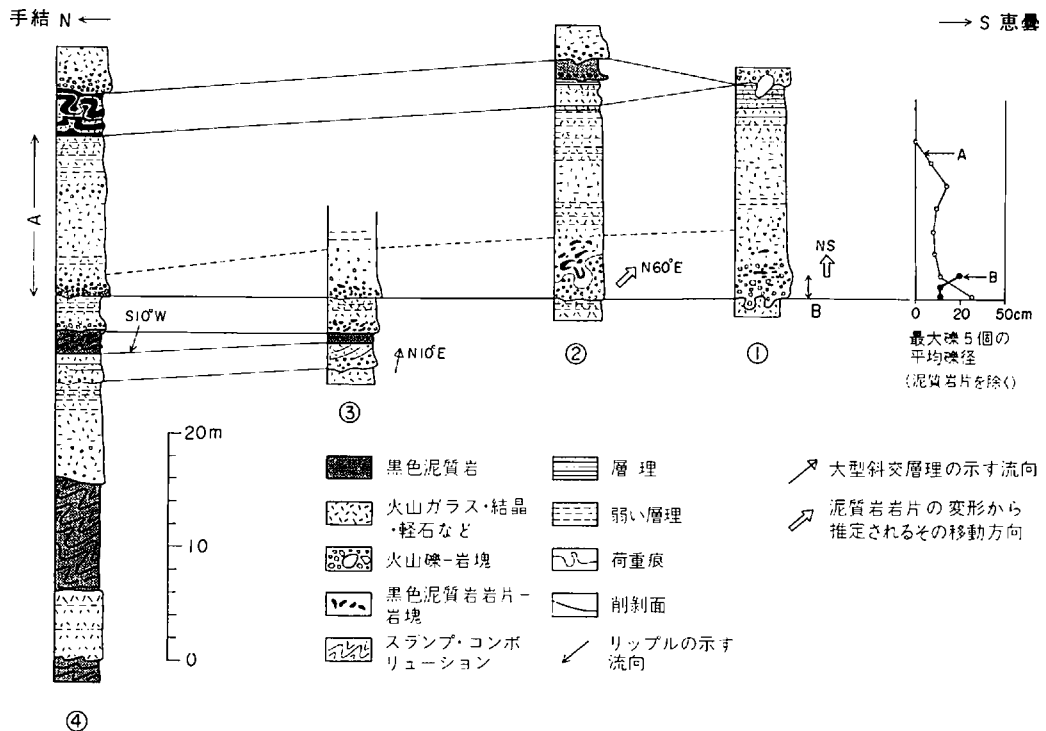 手結 N ←
→ S 恵曇
A
S10°W
N10°E
③
N60°E
②
NS
B
①
A
B
0 20 50cm
最大礫5個の
平均礫径
(泥質岩片を除く)
20m
10
0
④
黒色泥質岩
火山ガラス・結晶
・軽石など
火山礫-岩塊
黒色泥質岩岩片-
岩塊
スランプ・コンボ
リューション
層理
弱い層理
荷重痕
削剥面
リップルの示す
流向
大型斜交層理の示す流向
泥質岩岩片の変形から
推定されるその移動方向